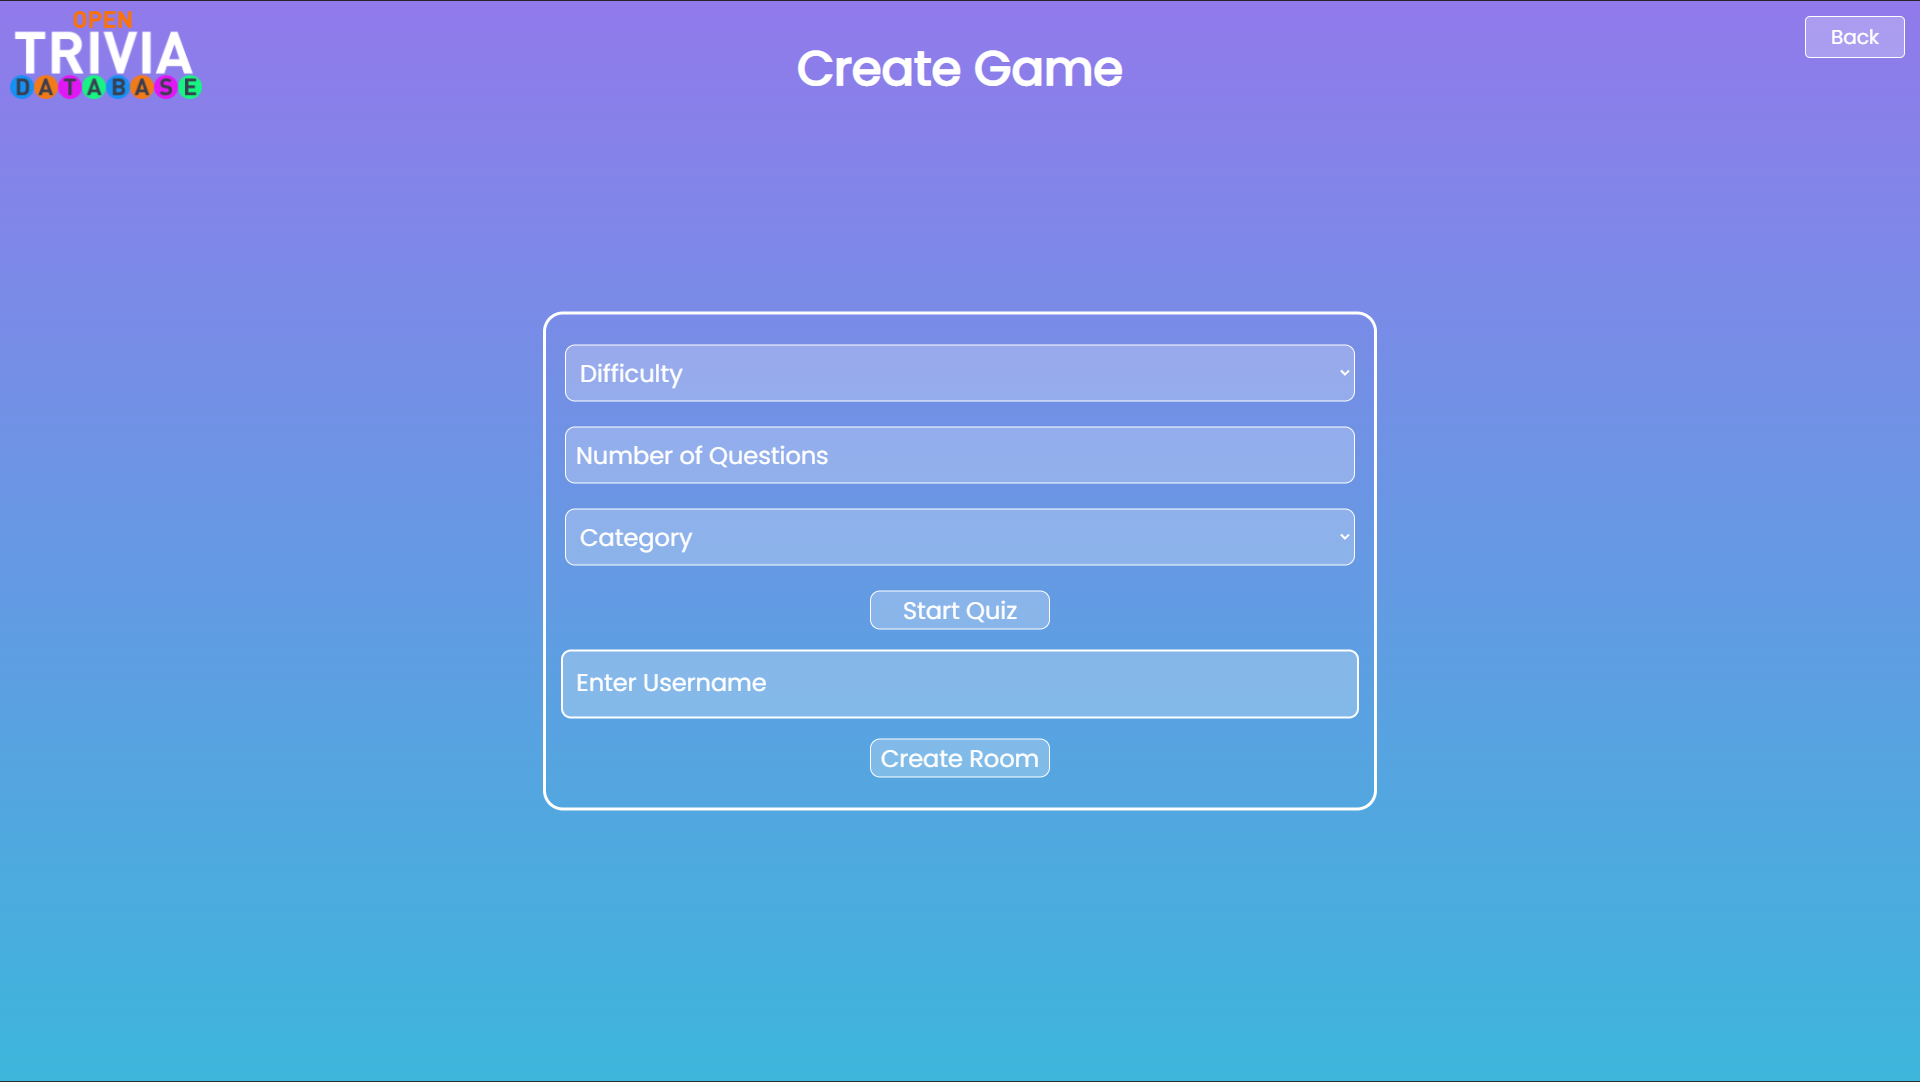 OPEN
TRIVIA
DATABASE
Back
Create Game
Difficulty
Number of Questions
Category
Start Quiz
Enter Username
Create Room